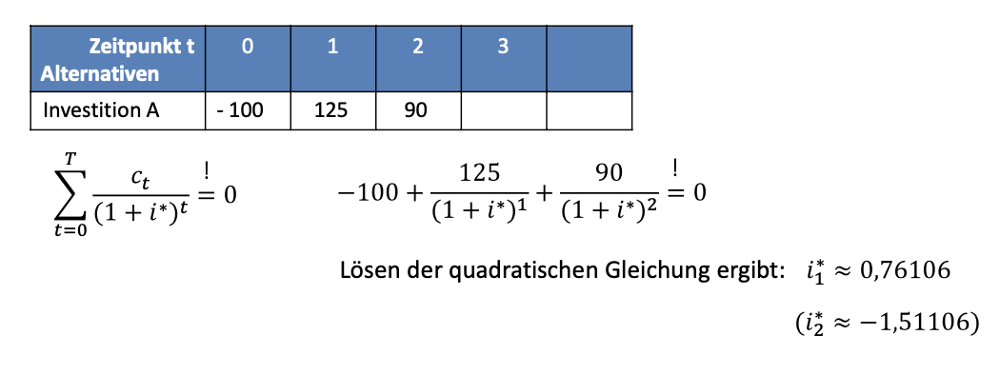 Zeitpunkt t 0 1 2 3
Alternativen
Investition A - 100 125 90
\sum_{t=0}^{T} \frac{c_t}{(1 + i^*)^t} \overset{!}{=} 0
-100 + \frac{125}{(1 + i^*)^1} + \frac{90}{(1 + i^*)^2} \overset{!}{=} 0
Lösen der quadratischen Gleichung ergibt: i_1^* ≈ 0,76106
(i_2^* ≈ −1,51106)